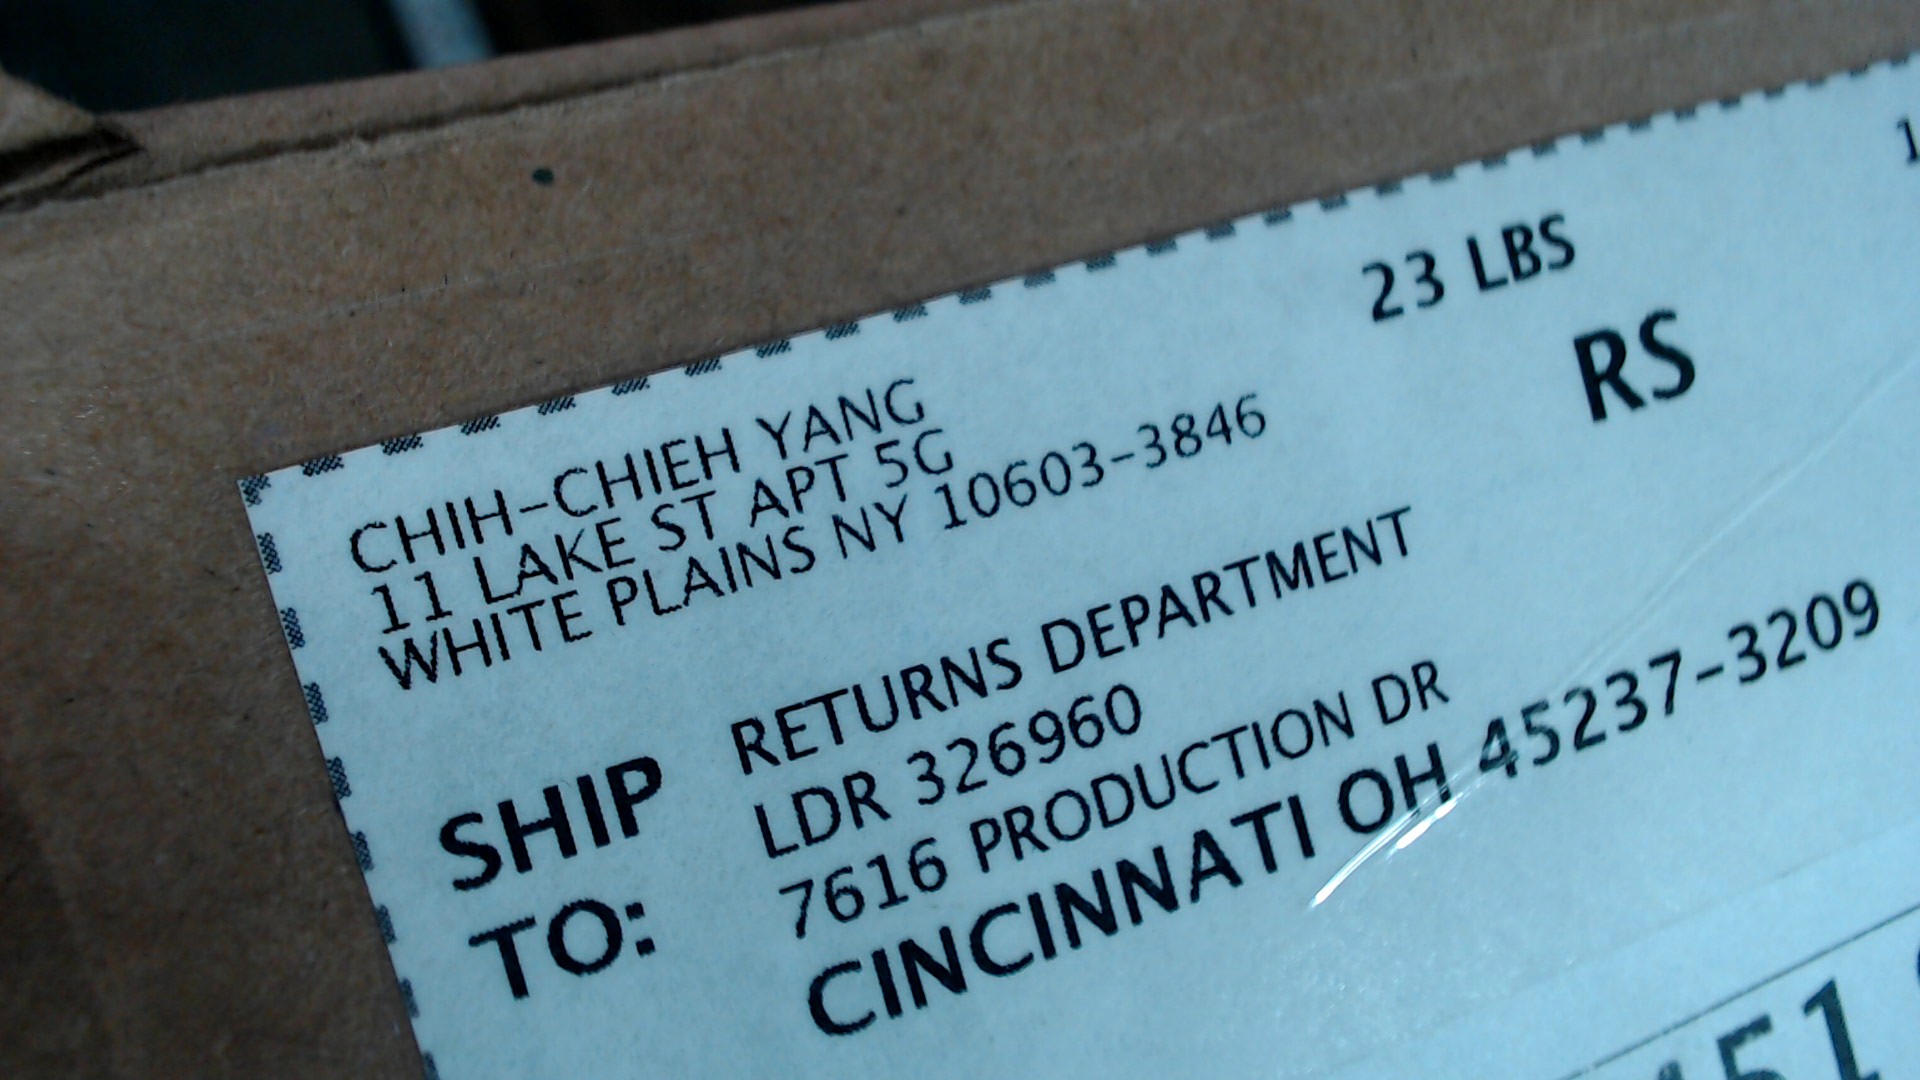 CHIH-CHIEH YANG
11 LAKE ST APT 5G
WHITE PLAINS NY 10603-3846
23 LBS
RS
SHIP TO:
RETURNS DEPARTMENT
LDR 326960
7616 PRODUCTION DR
CINCINNATI OH 45237-3209